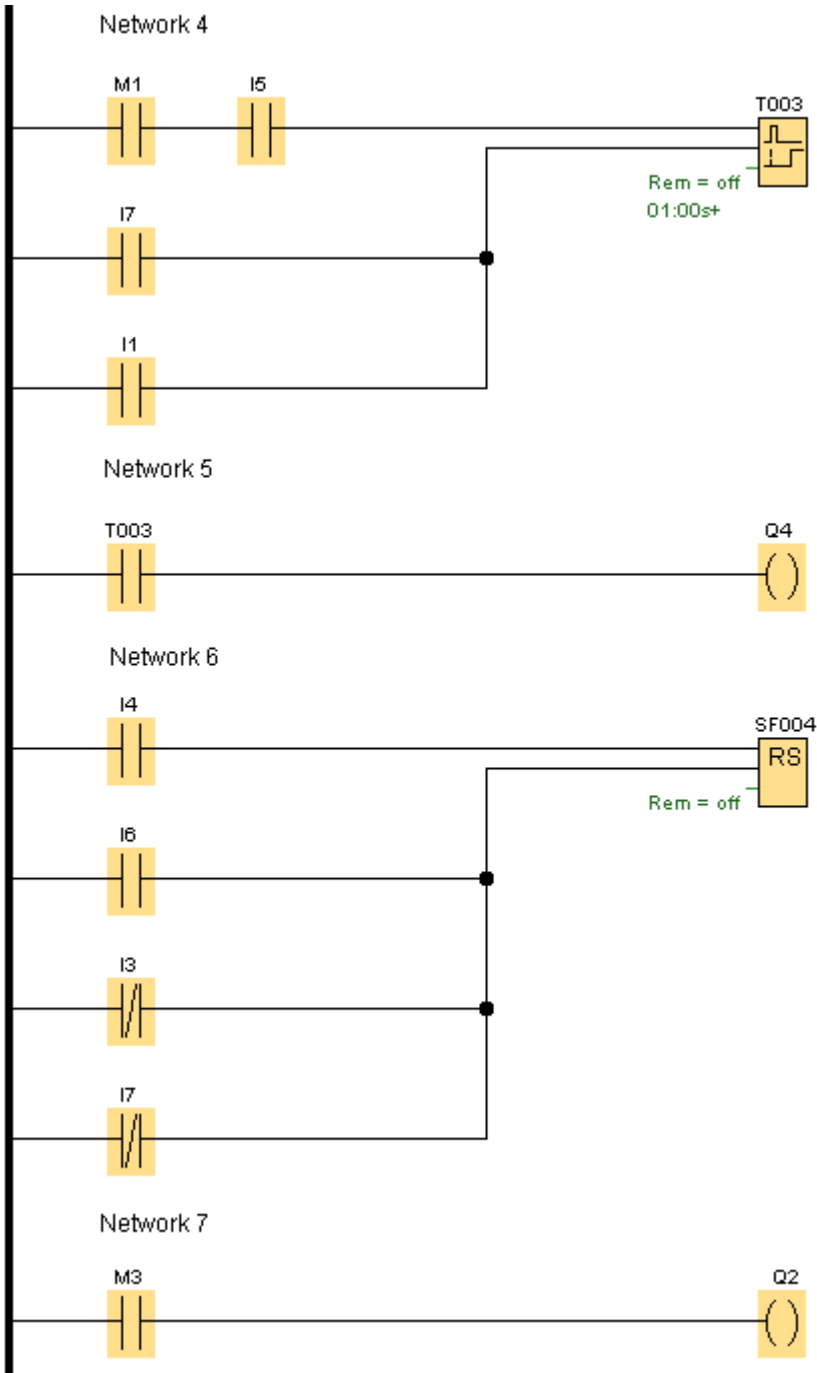 Network 4
M1 I5
T003
Rem = off
01:00s+
I7
I1
Network 5
T003 Q4
Network 6
I4
SF004
RS
Rem = off
I6
I3
I7
Network 7
M3 Q2